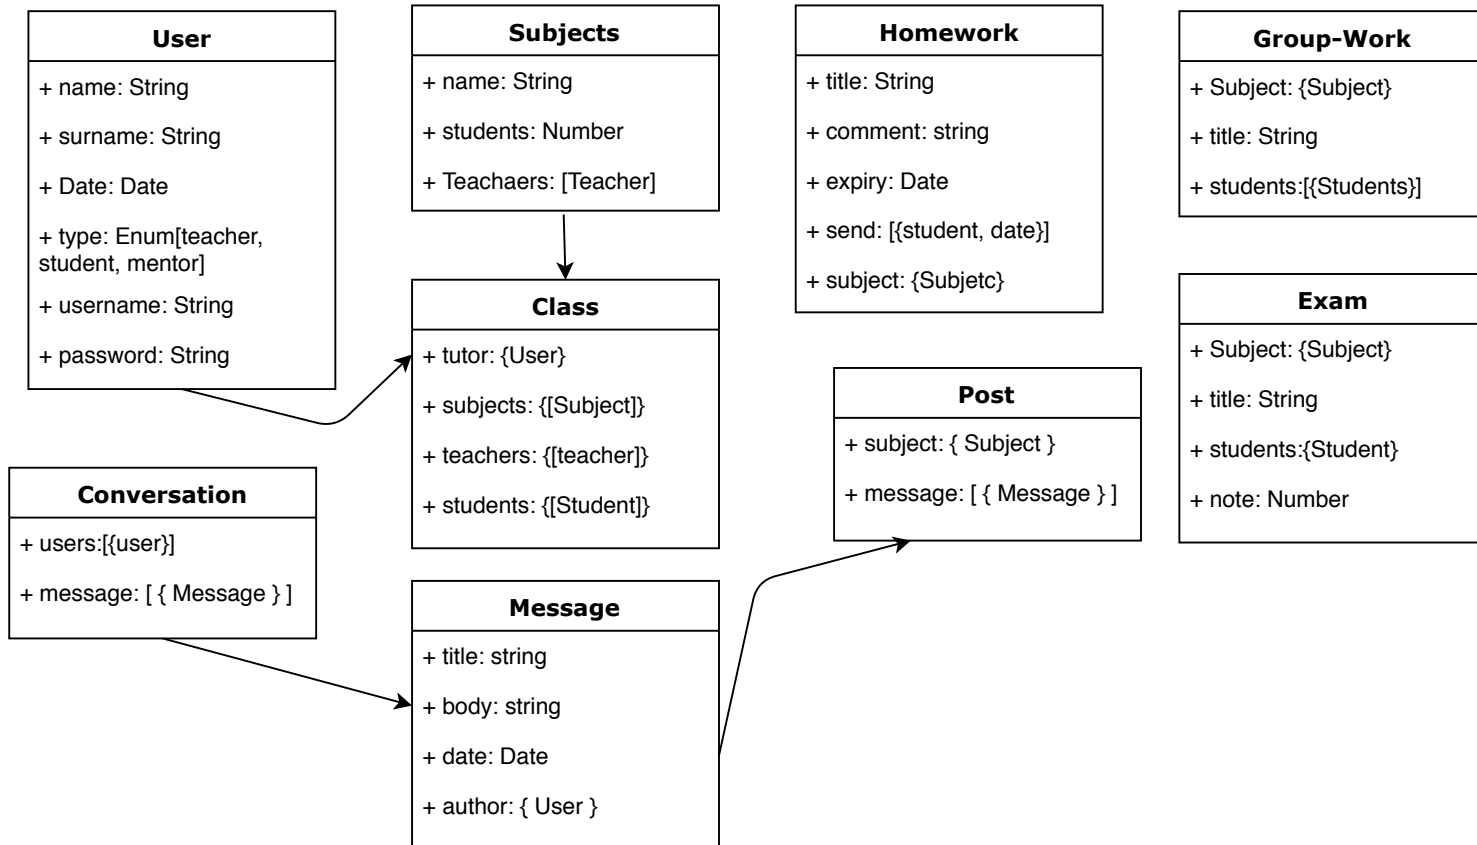 User
+ name: String
+ surname: String
+ Date: Date
+ type: Enum[teacher,
student, mentor]
+ username: String
+ password: String
Subjects
+ name: String
+ students: Number
+ Teachaers: [Teacher]
Homework
+ title: String
+ comment: string
+ expiry: Date
+ send: [{student, date}]
+ subject: {Subjetc}
Group-Work
+ Subject: {Subject}
+ title: String
+ students:[{Students}]
Class
+ tutor: {User}
+ subjects: {[Subject]}
+ teachers: {[teacher]}
+ students: {[Student]}
Exam
+ Subject: {Subject}
+ title: String
+ students:{Student}
+ note: Number
Post
+ subject: { Subject }
+ message: [ { Message } ]
Conversation
+ users:[{user}]
+ message: [ { Message } ]
Message
+ title: string
+ body: string
+ date: Date
+ author: { User }